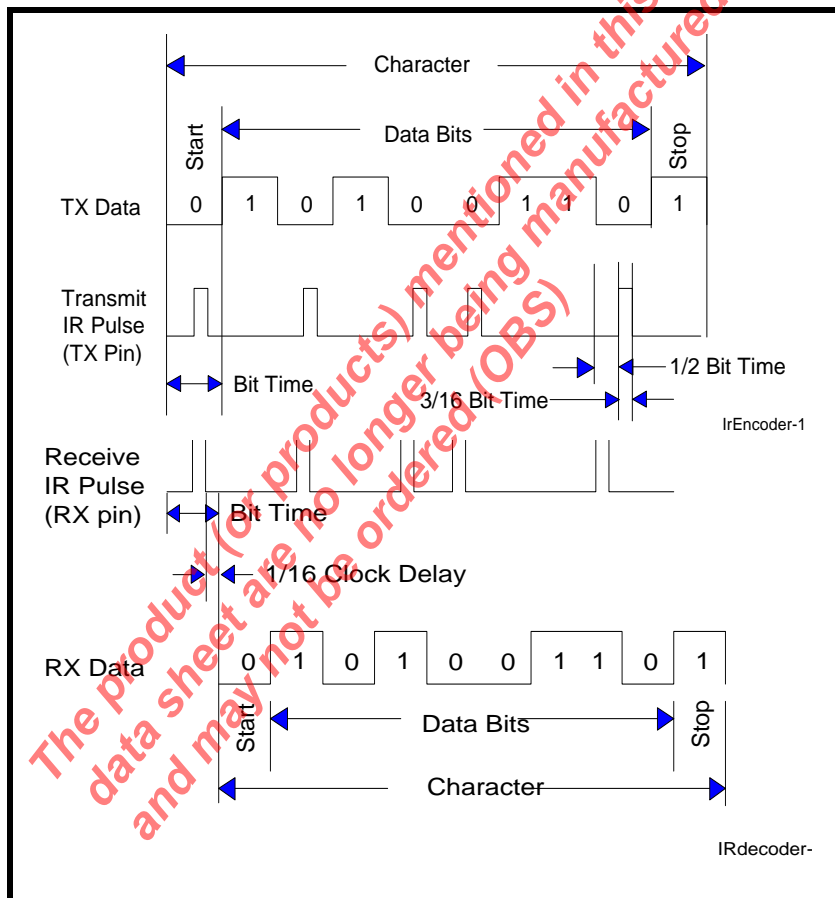 Character
Start
Data Bits
Stop
TX Data
0 1 0 1 0 0 1 1 0 1
Transmit
IR Pulse
(TX Pin)
Bit Time
1/2 Bit Time
3/16 Bit Time
IrEncoder-1
Receive
IR Pulse
(RX pin)
Bit Time
1/16 Clock Delay
RX Data
0 1 0 1 0 0 1 1 0 1
Start
Data Bits
Stop
Character
IRdecoder-
The product (or products) mentioned in this
data sheet are no longer being manufactured
and may not be ordered (OBS)